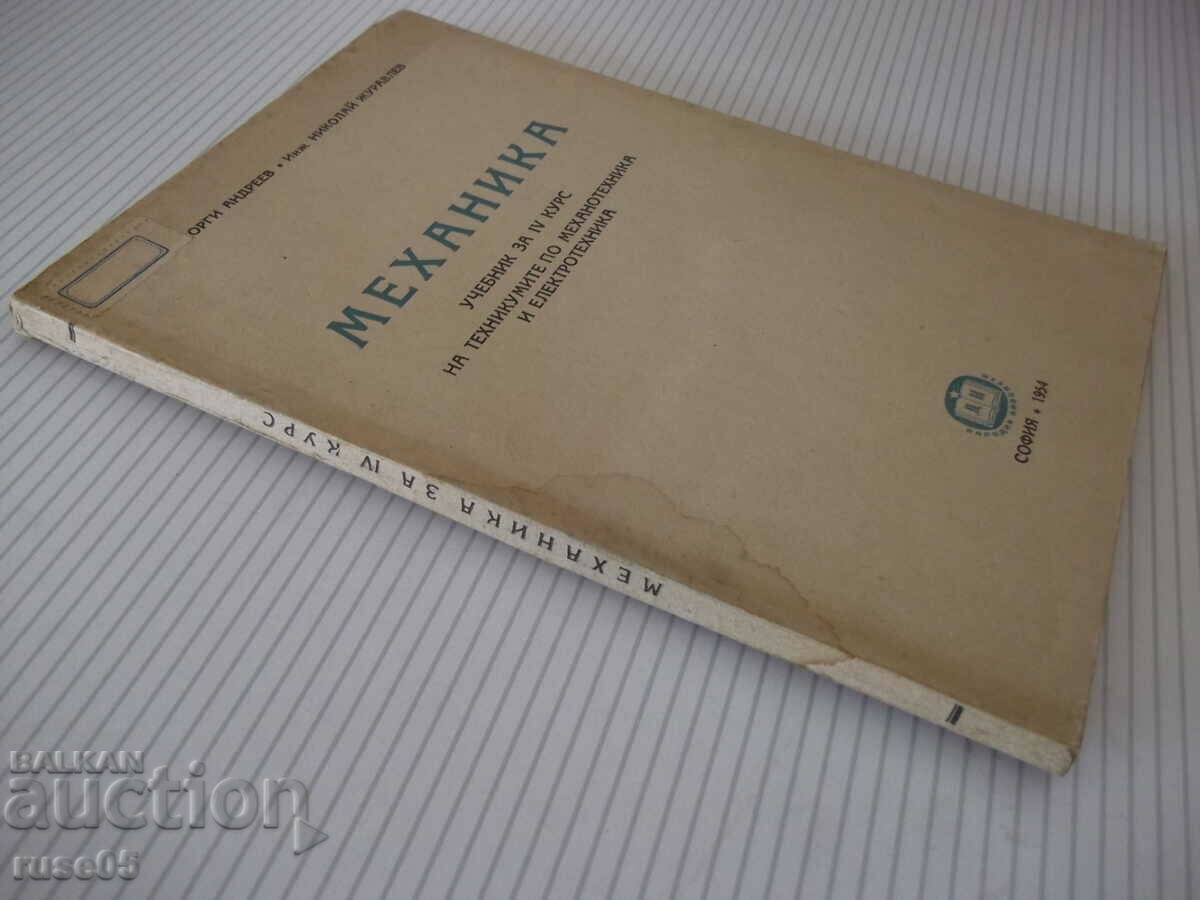 ОРГИ АНДРЕЕВ • Инж. НИКОЛАЙ ЖУРАВЛЕВ
МЕХАНИКА
УЧЕБНИК ЗА IV КУРС
НА ТЕХНИКУМИТЕ ПО МЕХАНОТЕХНИКА
И ЕЛЕКТРОТЕХНИКА
ДИ
СОФИЯ • 1954
МЕХАНИКА ЗА IV КУРС
BALKAN
auction
ruse05